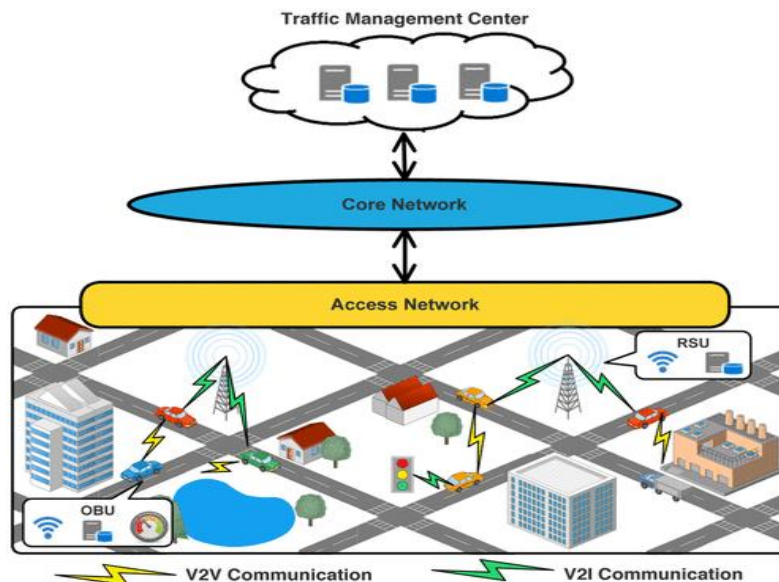 Traffic Management Center
Core Network
Access Network
RSU
OBU
V2V Communication
V2I Communication